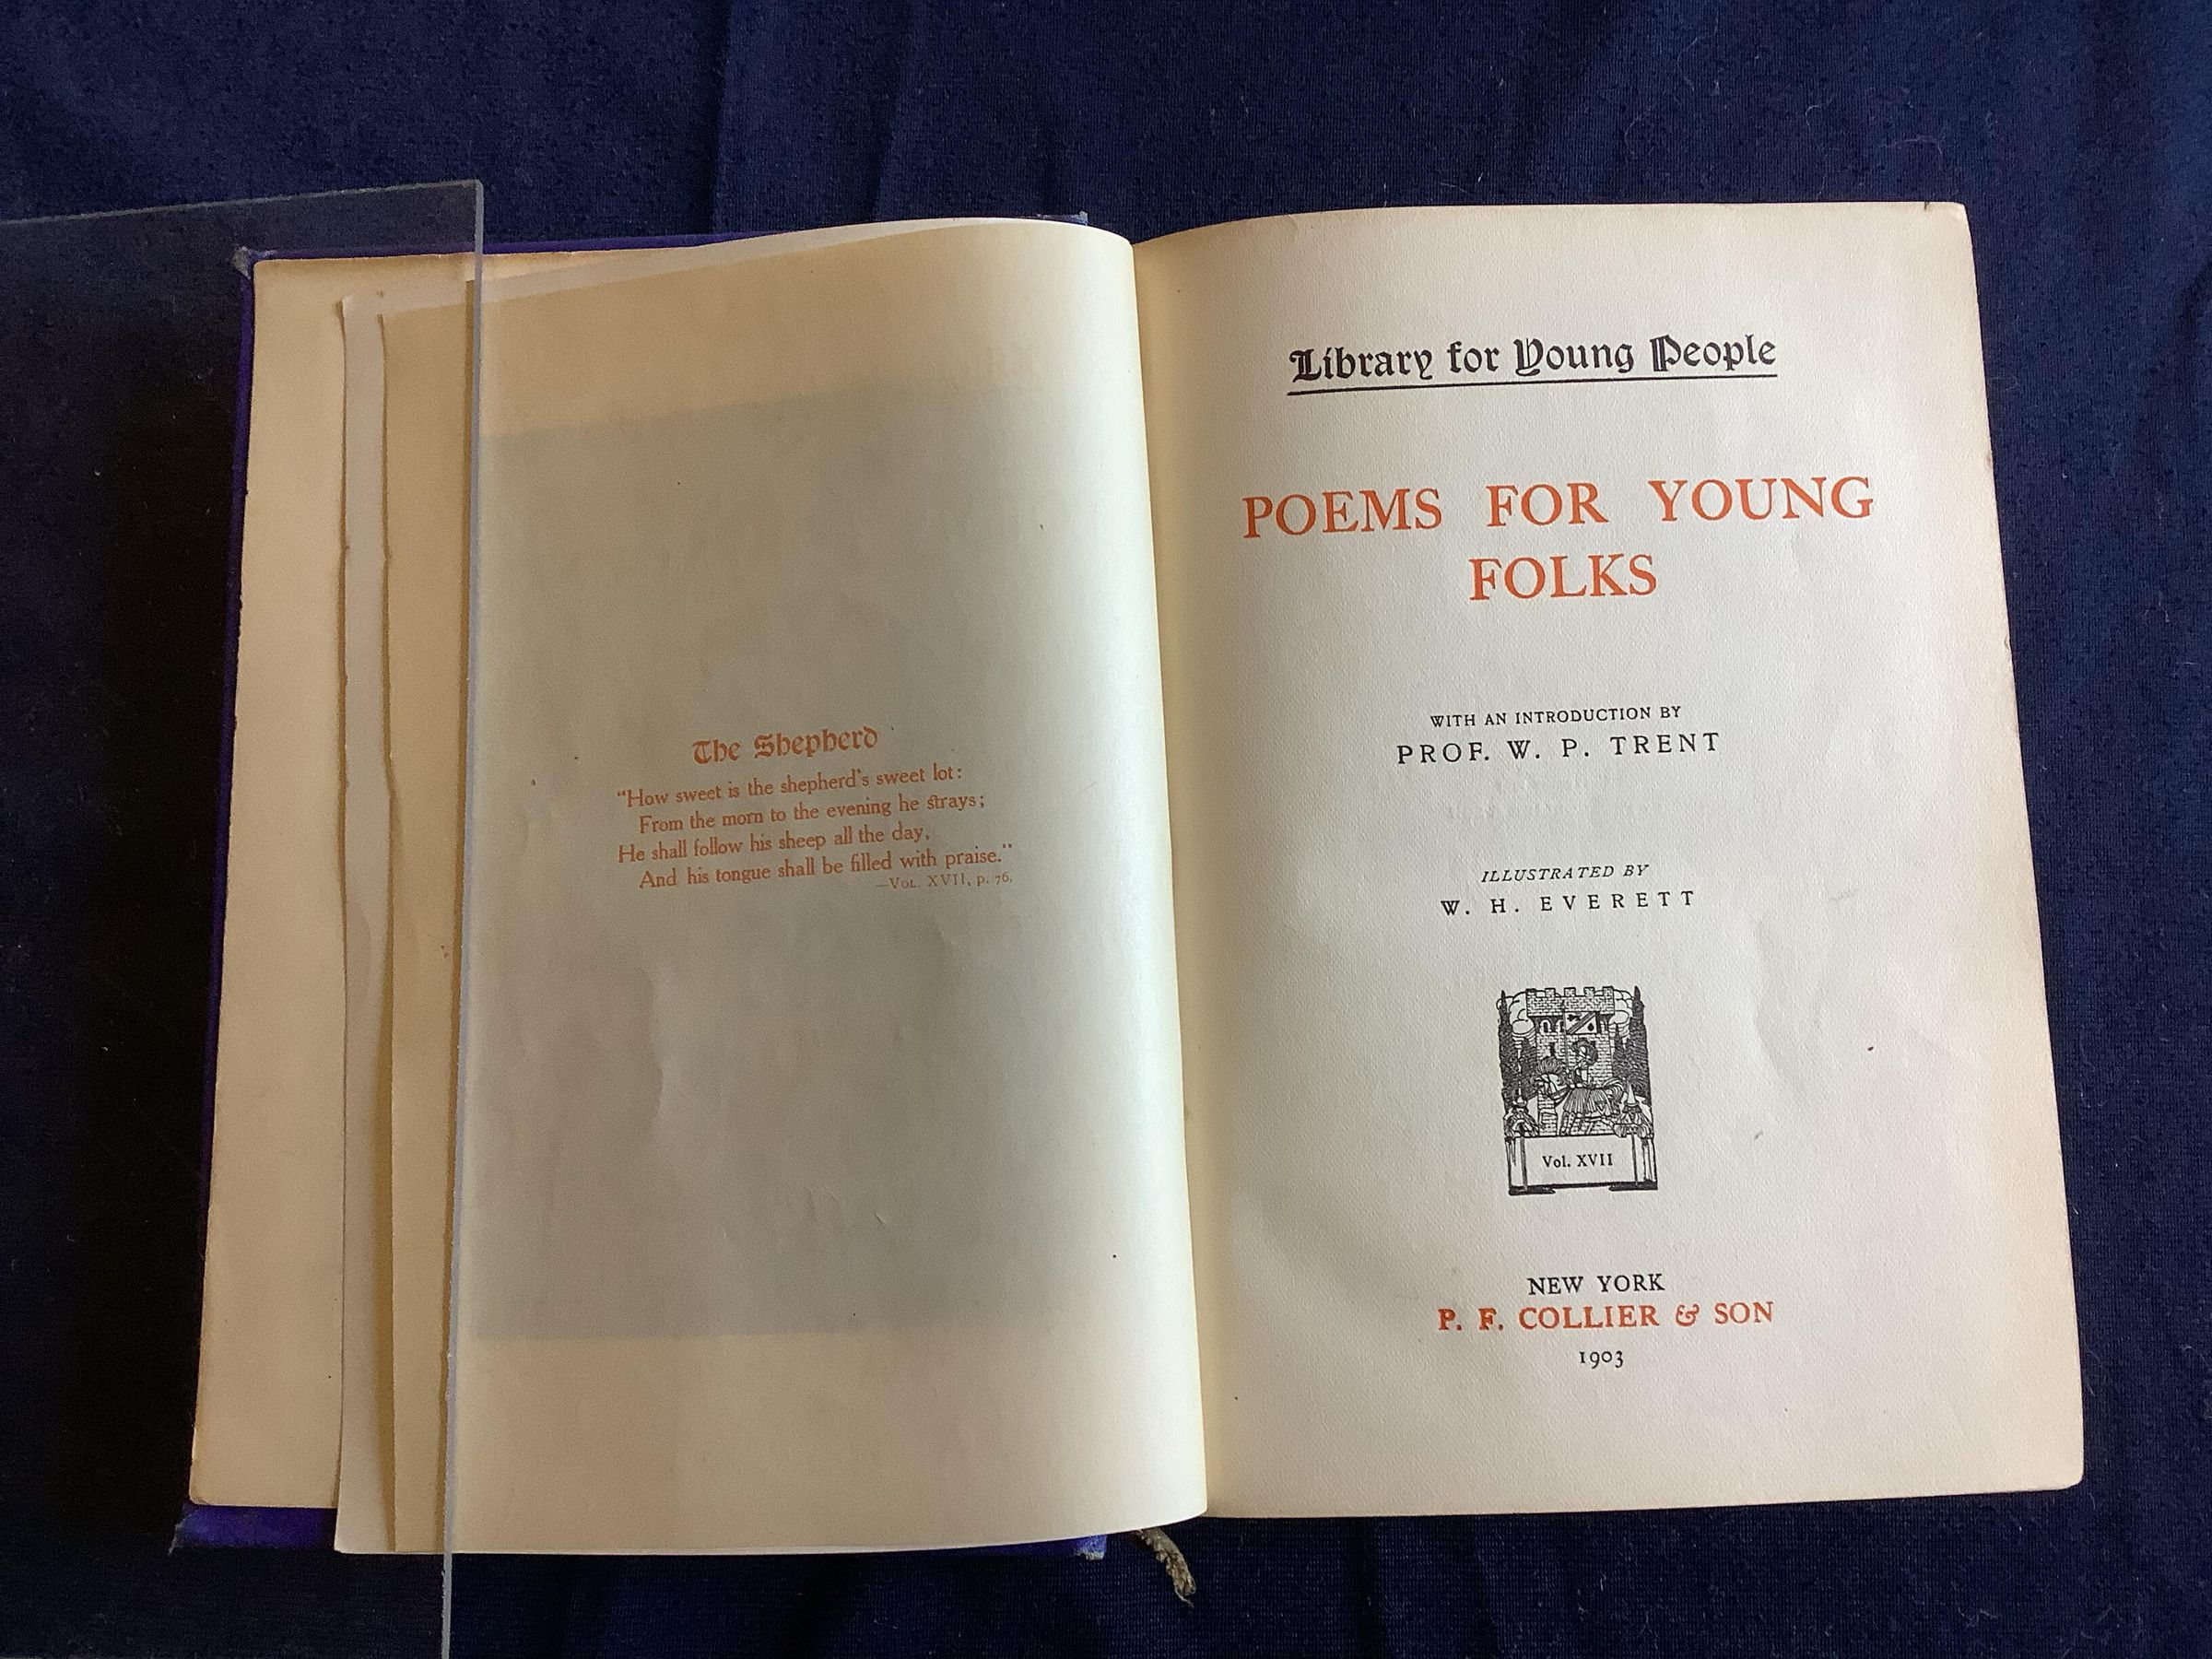 The Shepherd
“How sweet is the shepherd's sweet lot:
From the morn to the evening he strays;
He shall follow his sheep all the day,
And his tongue shall be filled with praise.”
—Vol. XVII, p. 76.
Library for Young People
POEMS FOR YOUNG
FOLKS
WITH AN INTRODUCTION BY
PROF. W. P. TRENT
ILLUSTRATED BY
W. H. EVERETT
Vol. XVII
NEW YORK
P. F. COLLIER & SON
1903